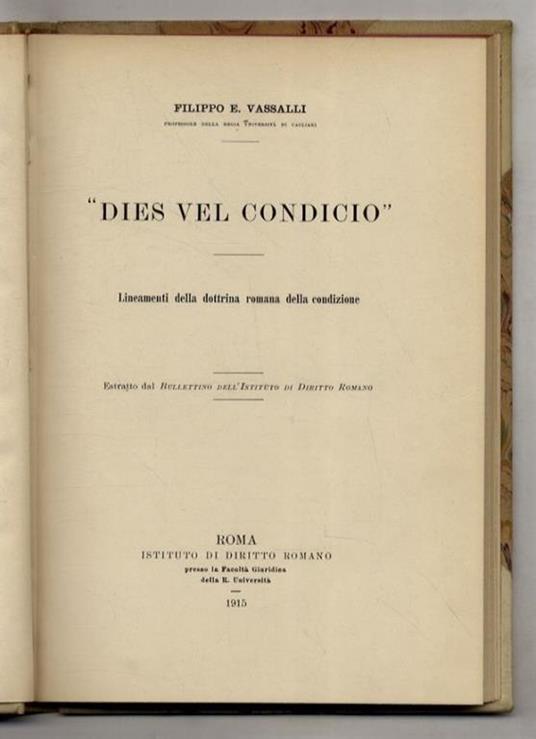 FILIPPO E. VASSALLI
PROFESSORE DELLA REGIA UNIVERSITÀ DI CAGLIARI
"DIES VEL CONDICIO"
Lineamenti della dottrina romana della condizione
Estratto dal BULLETTINO DELL'ISTITUTO DI DIRITTO ROMANO
ROMA
ISTITUTO DI DIRITTO ROMANO
presso la Facoltà Giuridica
della R. Università
1915